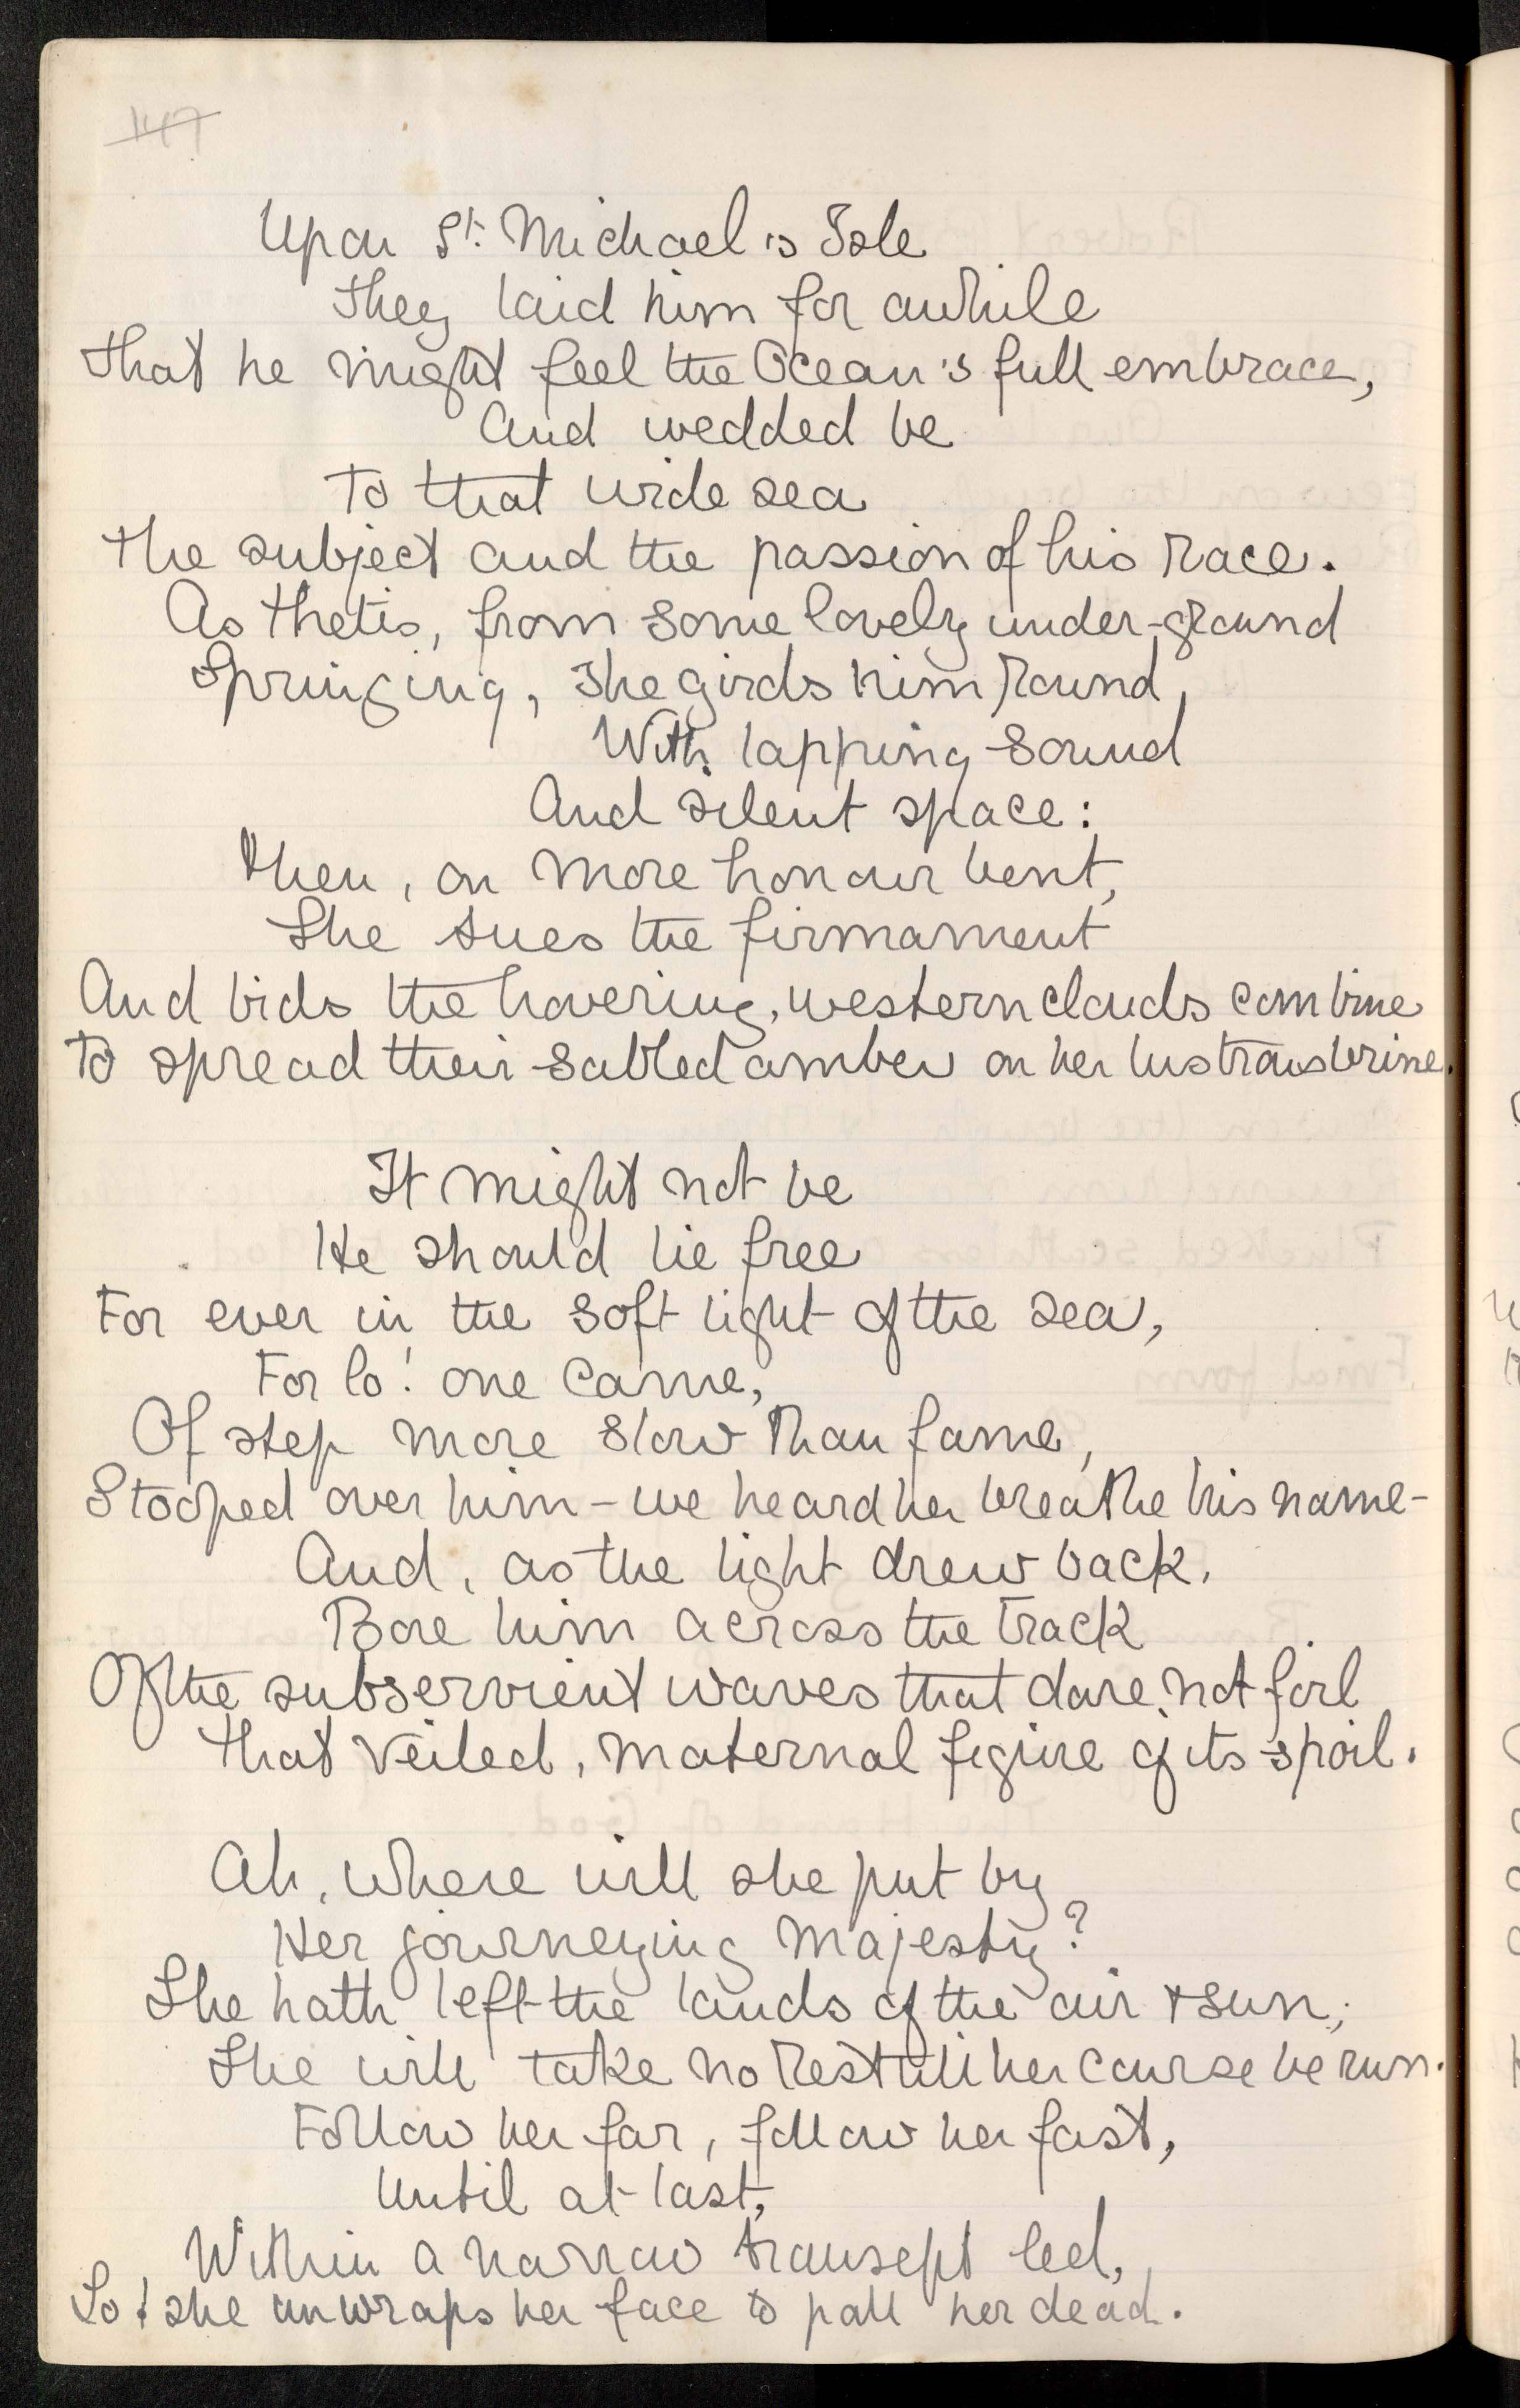 147
Upon St. Michael's Isle
They laid him for awhile
That he might feel the Ocean's full embrace,
And wedded be
To that wide sea
The subject and the passion of his race.
As Thetis, from some lovely under-ground
Springing, she girds him round,
With lapping sound
And silent space:
Then, on more honour bent,
She sues the firmament
And bids the hovering, western clouds combine
To spread their sabled amber on her lustrous brine.
It might not be
He should lie free
For ever in the soft light of the sea,
For lo! one came,
Of step more slow than fame,
Stooped over him – we heard her breathe his name –
And, as the light drew back,
Bore him across the track
Of the subservient waves that dare not foil
That veiled, maternal figure of its spoil.
Ah, where will she put by
Her journeying majesty?
She hath left the lands of the air & sun;
She will take no rest till her course be run.
Follow her far, follow her fast,
Until at last,
Within a narrow transept led,
Lo! she unwraps her face to pall her dead.